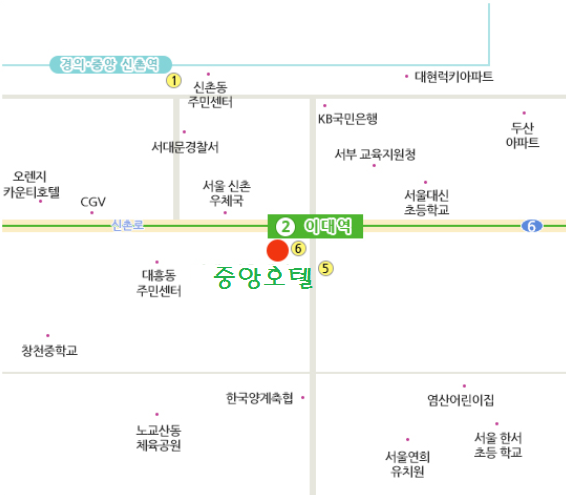 경의·중앙 신촌역
1
신촌동
주민센터
대현럭키아파트
KB국민은행
두산
아파트
서대문경찰서
서부 교육지원청
오렌지
카운티호텔
CGV
서울 신촌
우체국
서울대신
초등학교
신촌로
2 이대역
6
6
5
대흥동
주민센터
중앙호텔
창천중학교
한국양계축협
염산어린이집
노교산동
체육공원
서울연희
유치원
서울 한서
초등 학교